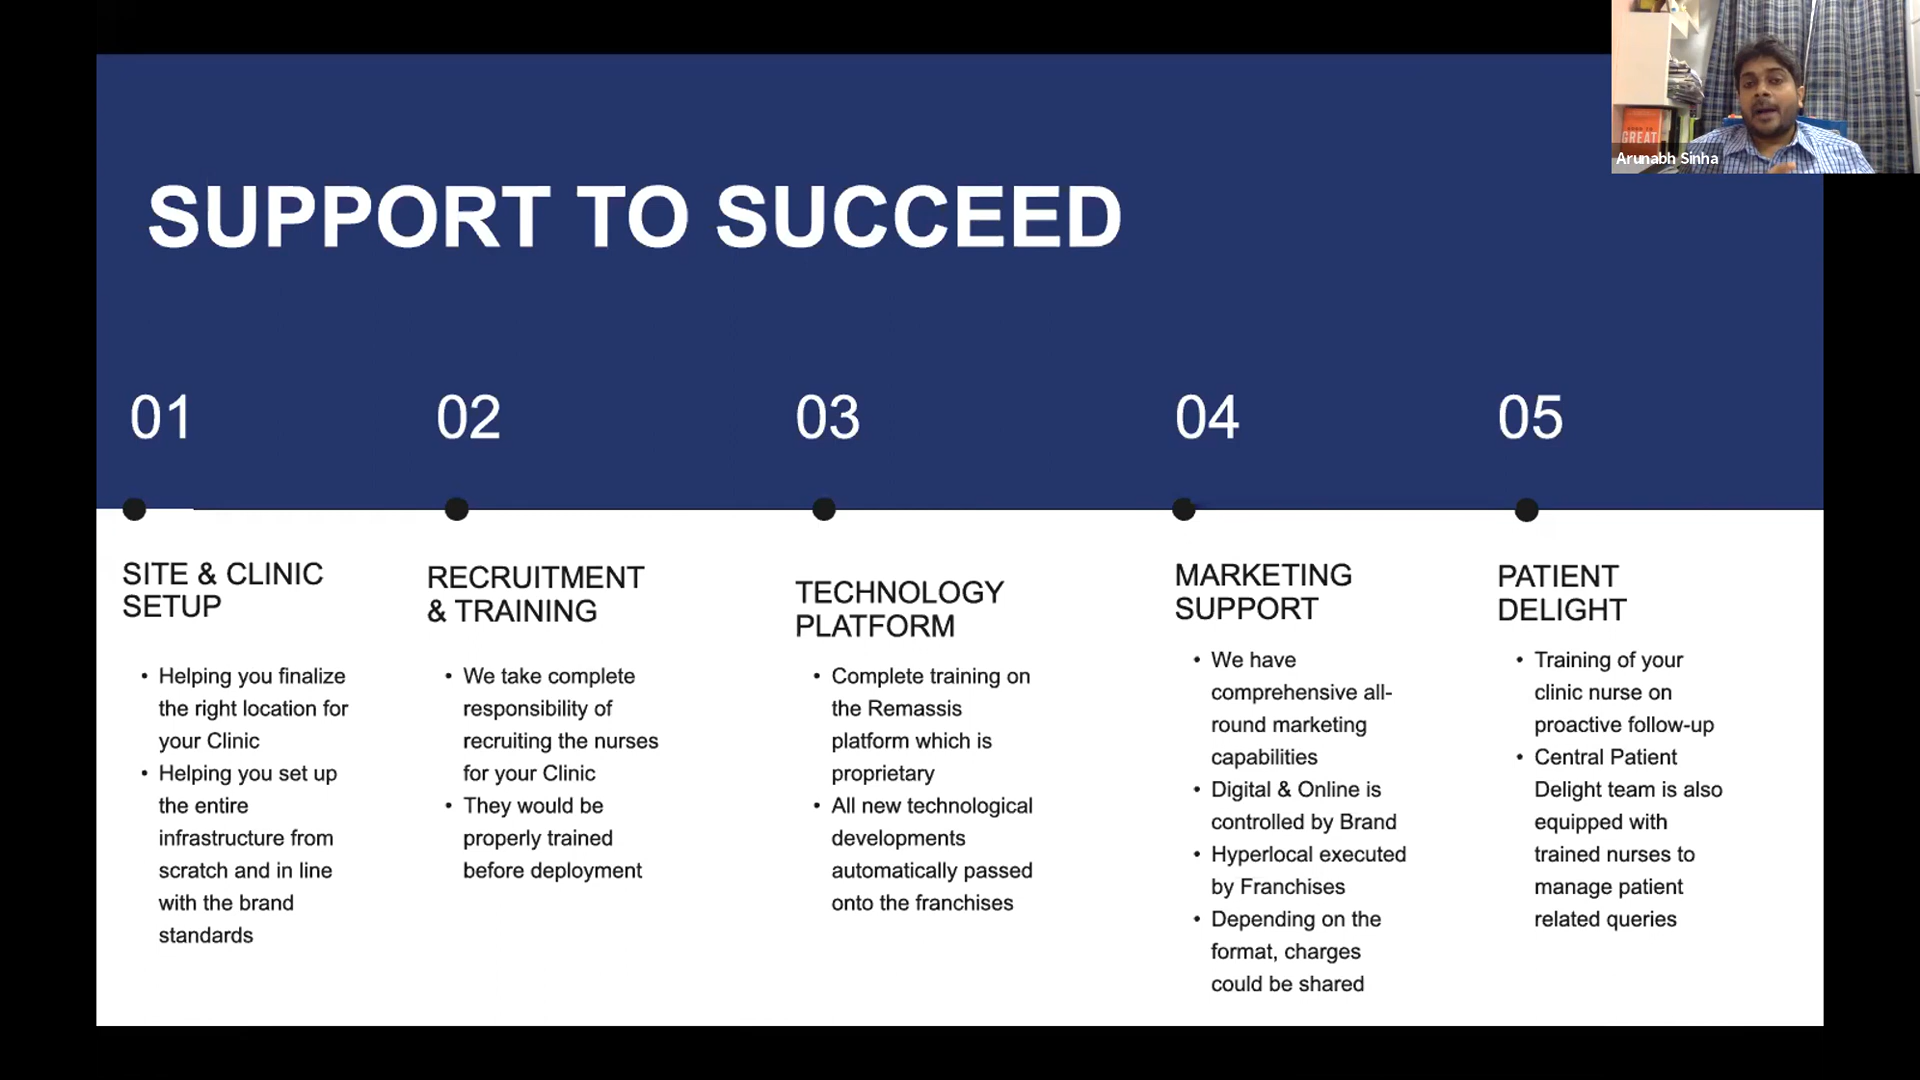 SUPPORT TO SUCCEED
GREAT
Arunabh Sinha
01
02
03
04
05
SITE & CLINIC
SETUP
• Helping you finalize
the right location for
your Clinic
• Helping you set up
the entire
infrastructure from
scratch and in line
with the brand
standards
RECRUITMENT
& TRAINING
• We take complete
responsibility of
recruiting the nurses
for your Clinic
• They would be
properly trained
before deployment
TECHNOLOGY
PLATFORM
• Complete training on
the Remassis
platform which is
proprietary
• All new technological
developments
automatically passed
onto the franchises
MARKETING
SUPPORT
• We have
comprehensive all-
round marketing
capabilities
• Digital & Online is
controlled by Brand
• Hyperlocal executed
by Franchises
• Depending on the
format, charges
could be shared
PATIENT
DELIGHT
• Training of your
clinic nurse on
proactive follow-up
• Central Patient
Delight team is also
equipped with
trained nurses to
manage patient
related queries